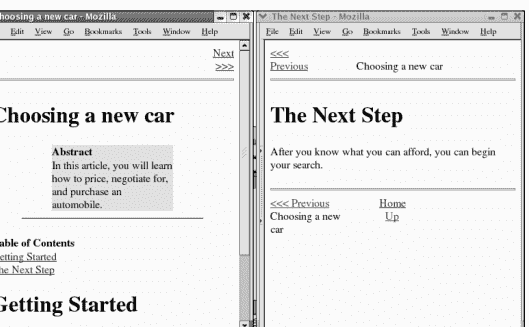 hoosing a new car - Mozilla
Edit View Go Bookmarks Tools Window Help
Next
>>>
Choosing a new car
Abstract
In this article, you will learn
how to price, negotiate for,
and purchase an
automobile.
able of Contents
etting Started
he Next Step
Getting Started
The Next Step - Mozilla
File Edit View Go Bookmarks Tools Window Help
<<<
Previous Choosing a new car
The Next Step
After you know what you can afford, you can begin
your search.
<<< Previous Home
Choosing a new Up
car